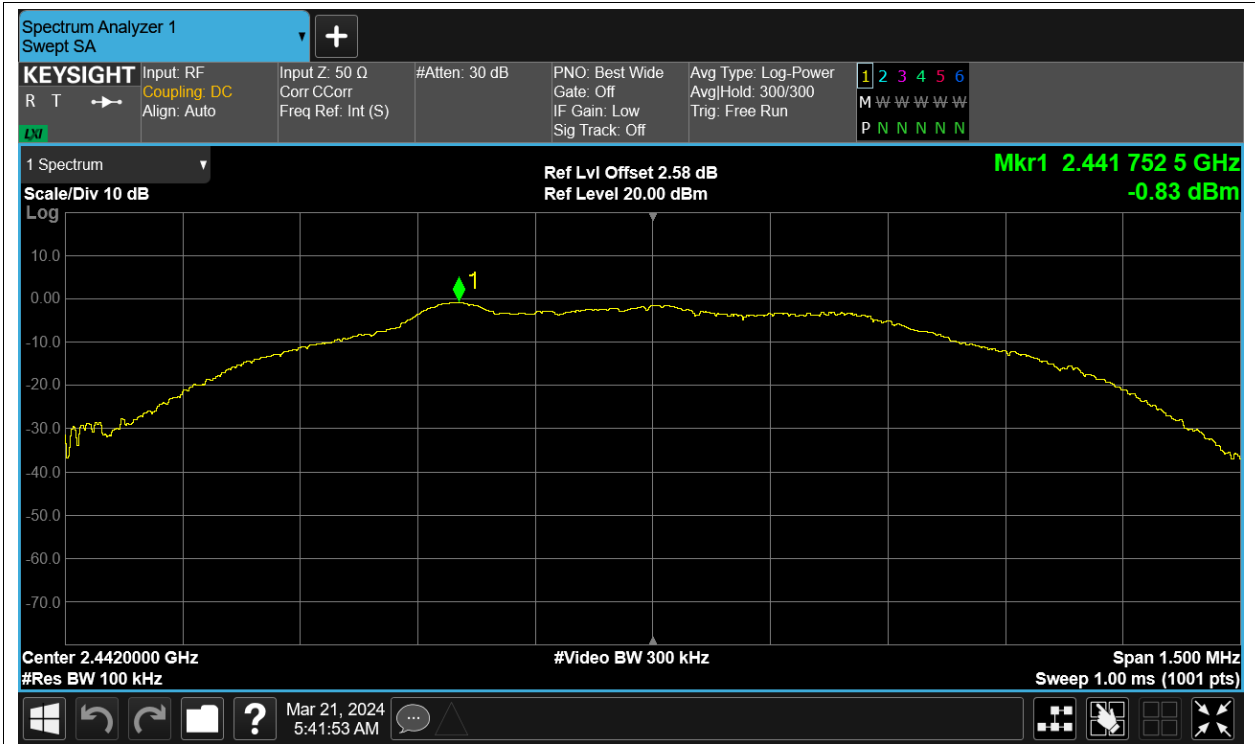 Spectrum Analyzer 1
Swept SA
KEYSIGHT
R T
LXI
Input: RF
Coupling: DC
Align: Auto
Input Z: 50 Ω
Corr CCorr
Freq Ref: Int (S)
#Atten: 30 dB
PNO: Best Wide
Gate: Off
IF Gain: Low
Sig Track: Off
Avg Type: Log-Power
Avg|Hold: 300/300
Trig: Free Run
1 2 3 4 5 6
M W W W W W
P N N N N N
1 Spectrum
Scale/Div 10 dB
Log
Ref Lvl Offset 2.58 dB
Ref Level 20.00 dBm
Mkr1 2.441 752 5 GHz
-0.83 dBm
10.0
1
0.00
-10.0
-20.0
-30.0
-40.0
-50.0
-60.0
-70.0
Center 2.4420000 GHz
#Video BW 300 kHz
Span 1.500 MHz
#Res BW 100 kHz
Sweep 1.00 ms (1001 pts)
?
Mar 21, 2024
5:41:53 AM